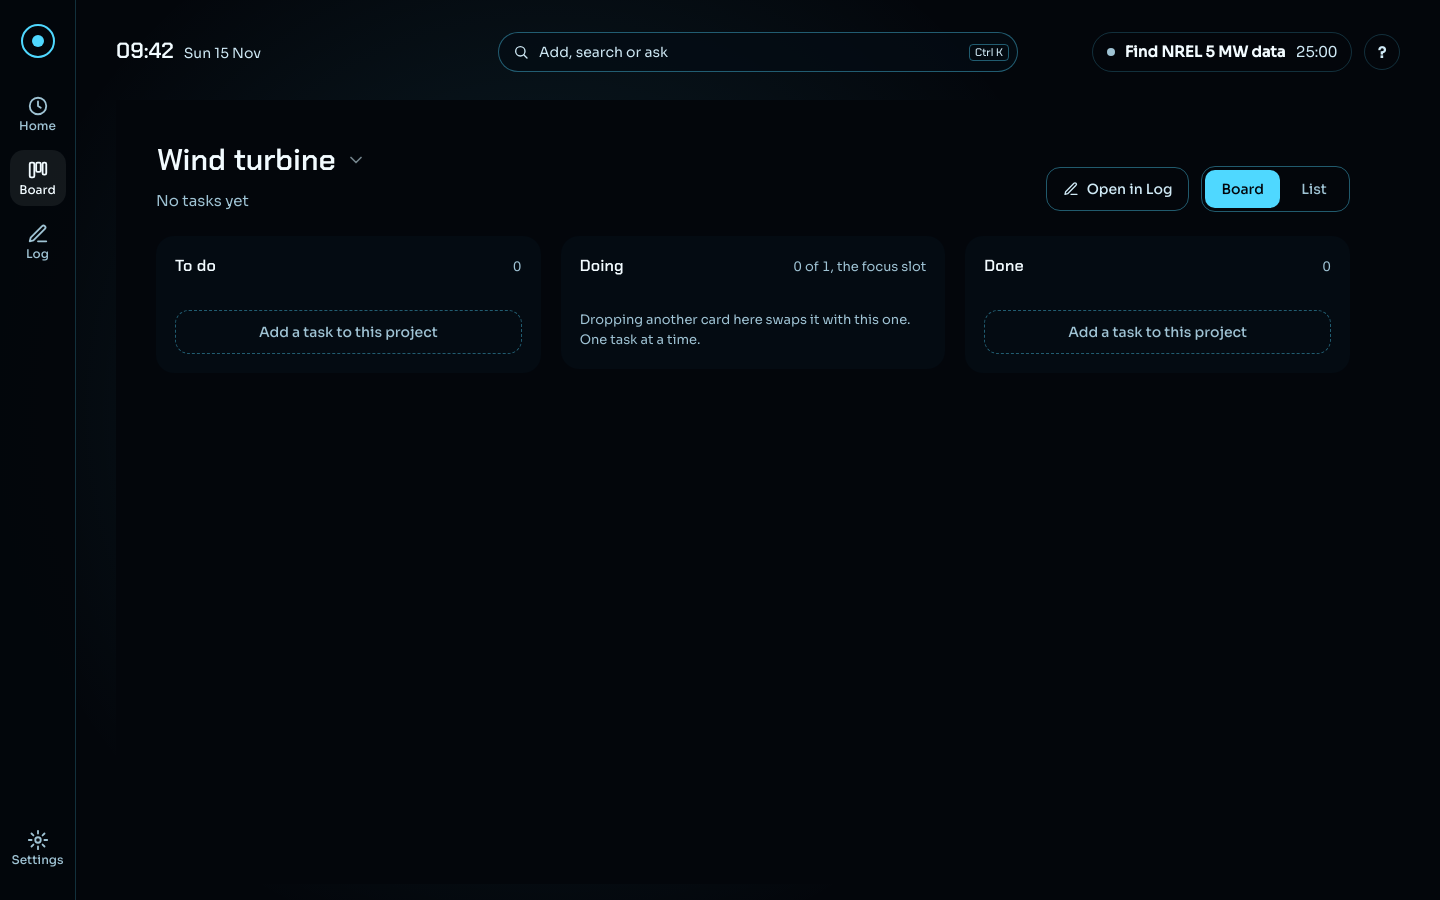 09:42 Sun 15 Nov
Add, search or ask
Ctrl K
Find NREL 5 MW data 25:00
?
Home
Board
Log
Settings
Wind turbine
No tasks yet
Open in Log
Board
List
To do
0
Add a task to this project
Doing
0 of 1, the focus slot
Dropping another card here swaps it with this one.
One task at a time.
Done
0
Add a task to this project